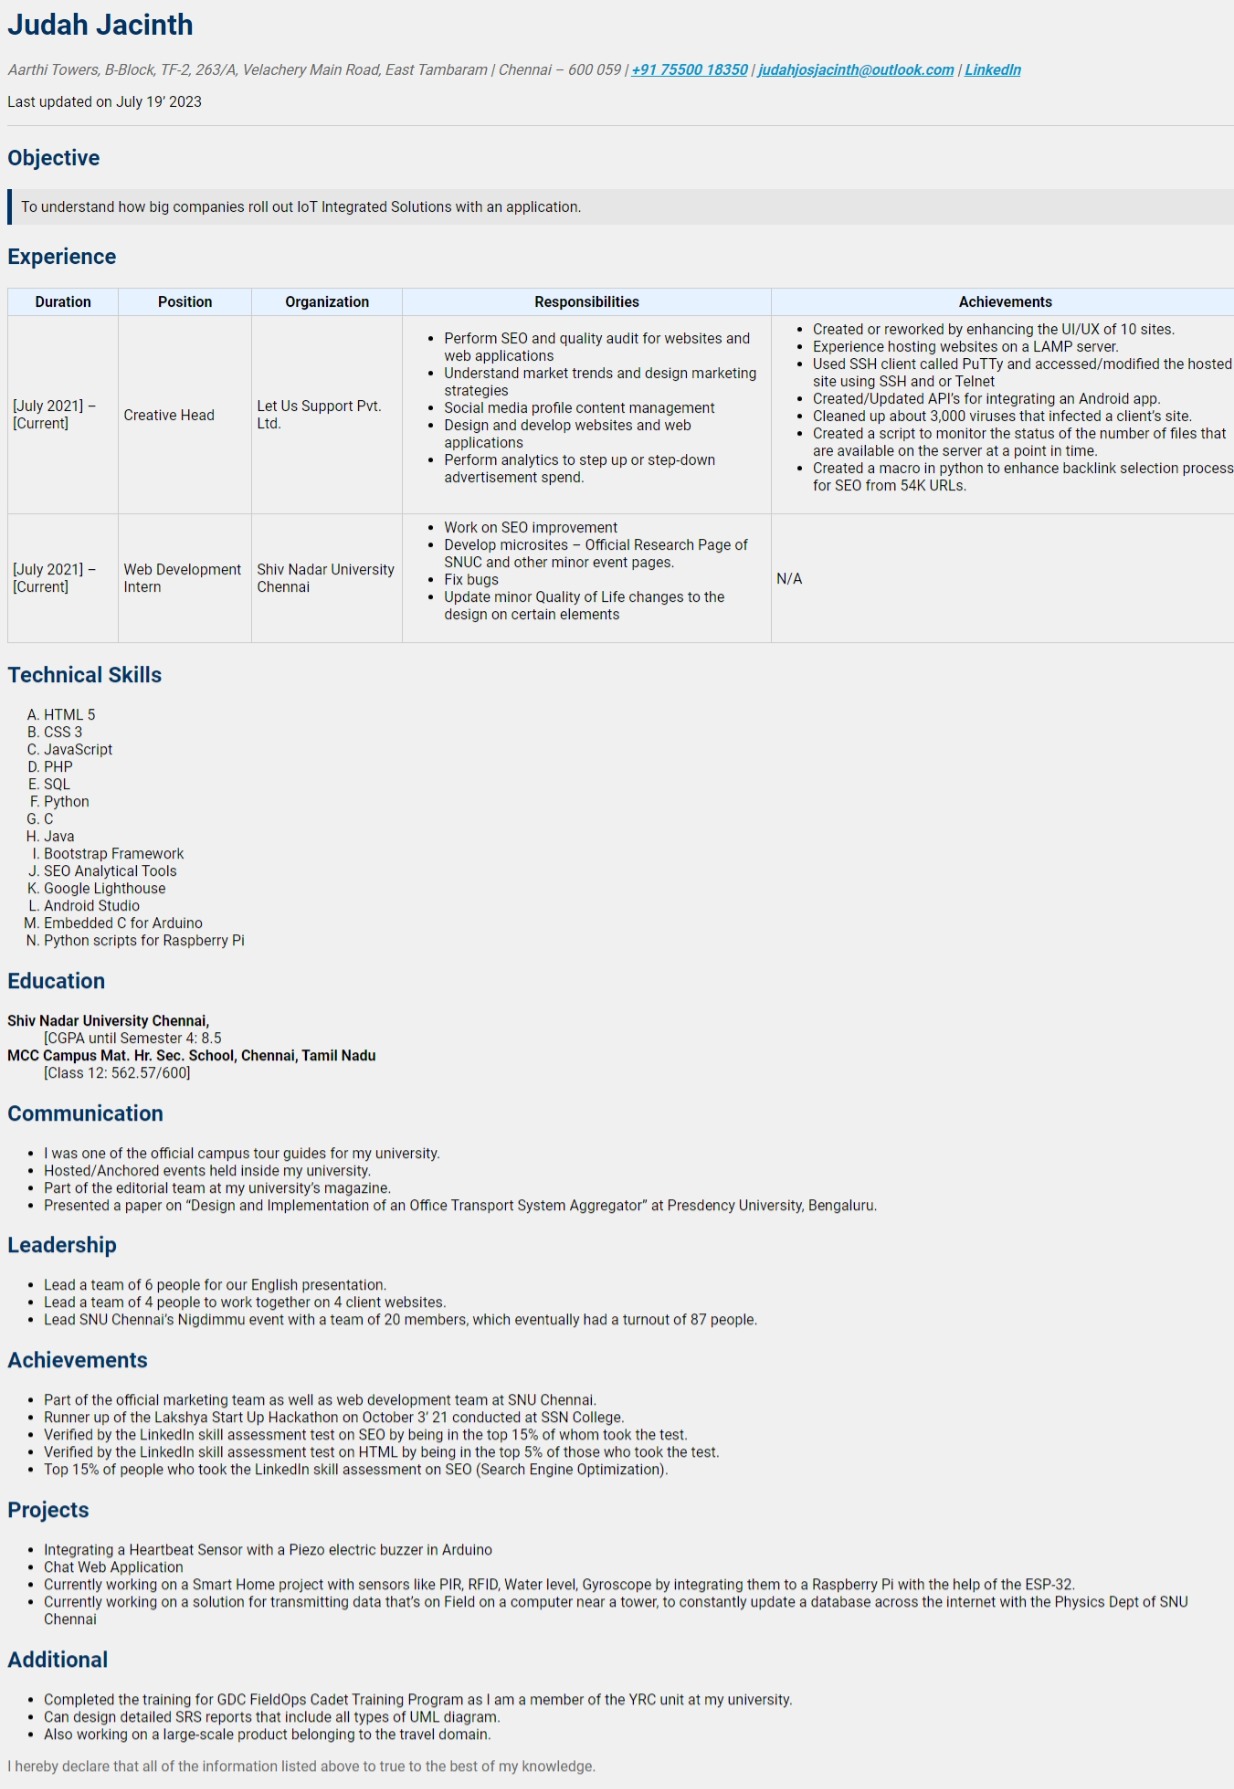 Judah Jacinth
Aarthi Towers, B-Block, TF-2, 263/A, Velachery Main Road, East Tambaram | Chennai – 600 059 | +91 75500 18350 | judahjosjacinth@outlook.com | LinkedIn
Last updated on July 19’ 2023
Objective
To understand how big companies roll out IoT Integrated Solutions with an application.
Experience
Duration Position Organization Responsibilities Achievements
[July 2021] –
[Current]
Creative Head
Let Us Support Pvt.
Ltd.
• Perform SEO and quality audit for websites and
web applications
• Understand market trends and design marketing
strategies
• Social media profile content management
• Design and develop websites and web
applications
• Perform analytics to step up or step-down
advertisement spend.
• Created or reworked by enhancing the UI/UX of 10 sites.
• Experience hosting websites on a LAMP server.
• Used SSH client called PuTTy and accessed/modified the hosted
site using SSH and or Telnet
• Created/Updated API’s for integrating an Android app.
• Cleaned up about 3,000 viruses that infected a client’s site.
• Created a script to monitor the status of the number of files that
are available on the server at a point in time.
• Created a macro in python to enhance backlink selection process
for SEO from 54K URLs.
[July 2021] –
[Current]
Web Development
Intern
Shiv Nadar University
Chennai
• Work on SEO improvement
• Develop microsites – Official Research Page of
SNUC and other minor event pages.
• Fix bugs
• Update minor Quality of Life changes to the
design on certain elements
N/A
Technical Skills
A. HTML 5
B. CSS 3
C. JavaScript
D. PHP
E. SQL
F. Python
G. C
H. Java
I. Bootstrap Framework
J. SEO Analytical Tools
K. Google Lighthouse
L. Android Studio
M. Embedded C for Arduino
N. Python scripts for Raspberry Pi
Education
Shiv Nadar University Chennai,
[CGPA until Semester 4: 8.5
MCC Campus Mat. Hr. Sec. School, Chennai, Tamil Nadu
[Class 12: 562.57/600]
Communication
• I was one of the official campus tour guides for my university.
• Hosted/Anchored events held inside my university.
• Part of the editorial team at my university’s magazine.
• Presented a paper on “Design and Implementation of an Office Transport System Aggregator” at Presdency University, Bengaluru.
Leadership
• Lead a team of 6 people for our English presentation.
• Lead a team of 4 people to work together on 4 client websites.
• Lead SNU Chennai’s Nigdimmu event with a team of 20 members, which eventually had a turnout of 87 people.
Achievements
• Part of the official marketing team as well as web development team at SNU Chennai.
• Runner up of the Lakshya Start Up Hackathon on October 3’ 21 conducted at SSN College.
• Verified by the LinkedIn skill assessment test on SEO by being in the top 15% of whom took the test.
• Verified by the LinkedIn skill assessment test on HTML by being in the top 5% of those who took the test.
• Top 15% of people who took the LinkedIn skill assessment on SEO (Search Engine Optimization).
Projects
• Integrating a Heartbeat Sensor with a Piezo electric buzzer in Arduino
• Chat Web Application
• Currently working on a Smart Home project with sensors like PIR, RFID, Water level, Gyroscope by integrating them to a Raspberry Pi with the help of the ESP-32.
• Currently working on a solution for transmitting data that’s on Field on a computer near a tower, to constantly update a database across the internet with the Physics Dept of SNU
Chennai
Additional
• Completed the training for GDC FieldOps Cadet Training Program as I am a member of the YRC unit at my university.
• Can design detailed SRS reports that include all types of UML diagram.
• Also working on a large-scale product belonging to the travel domain.
I hereby declare that all of the information listed above to true to the best of my knowledge.